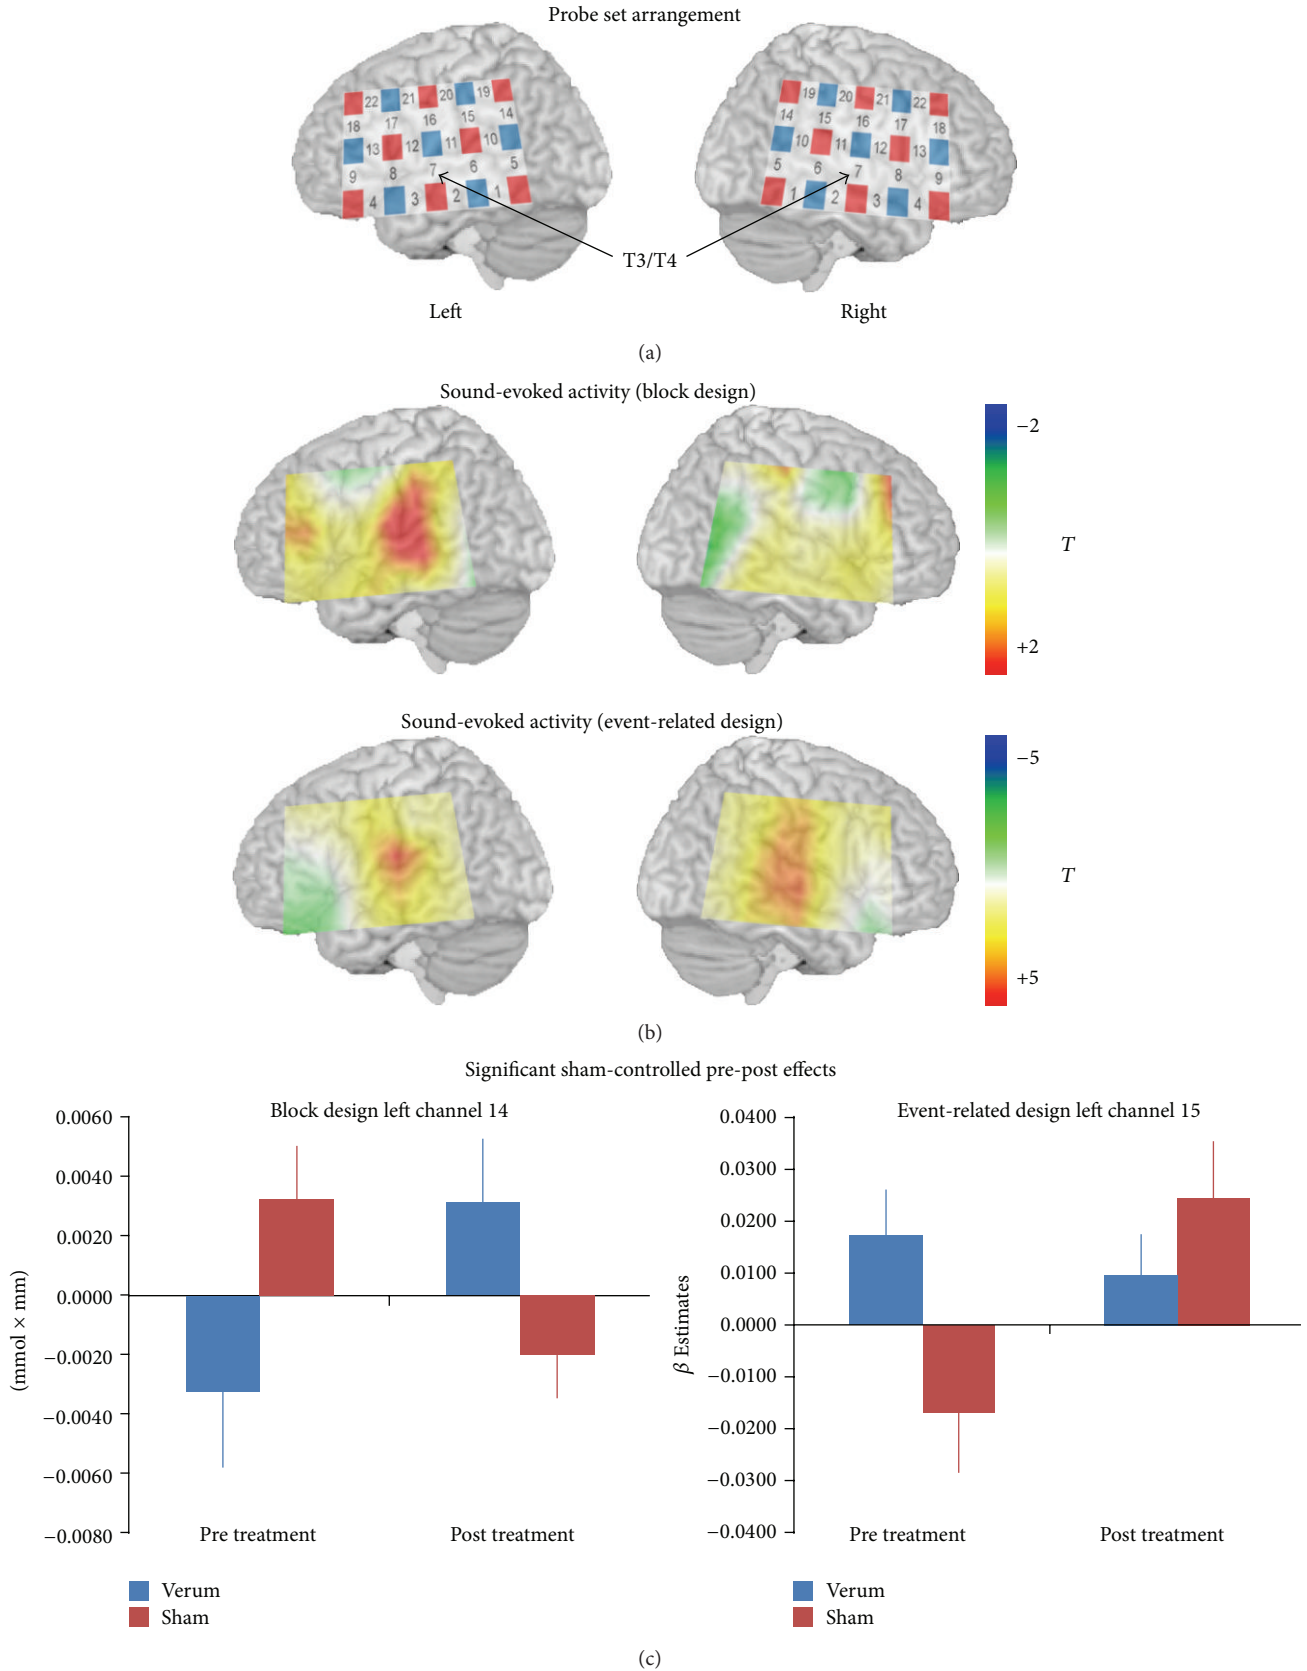 Probe set arrangement
22 21 20 19
18 17 16 15 14
13 12 11 10
9 8 7 6 5
4 3 2 1
19 20 21 22
14 15 16 17 18
10 11 12 13
5 6 7 8 9
1 2 3 4
T3/T4
Left
Right
(a)
Sound-evoked activity (block design)
−2
T
+2
Sound-evoked activity (event-related design)
−5
T
+5
(b)
Significant sham-controlled pre-post effects
Block design left channel 14
0.0060
0.0040
0.0020
0.0000
−0.0020
−0.0040
−0.0060
−0.0080
(mmol × mm)
Pre treatment
Post treatment
Verum
Sham
Event-related design left channel 15
0.0400
0.0300
0.0200
0.0100
0.0000
−0.0100
−0.0200
−0.0300
−0.0400
β Estimates
Pre treatment
Post treatment
Verum
Sham
(c)